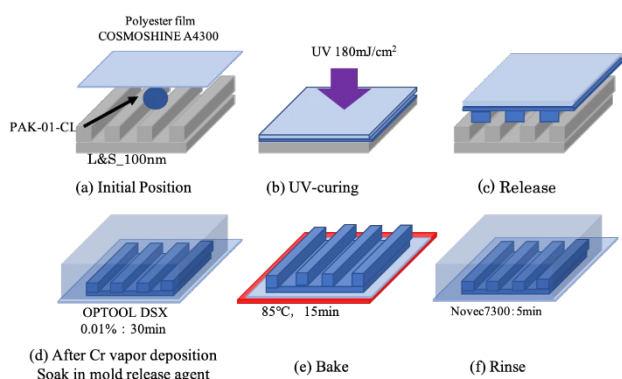 Polyester film
COSMOSHINE A4300
PAK-01-CL
L&S_100nm
(a) Initial Position
UV 180mJ/cm²
(b) UV-curing
(c) Release
OPTOOL DSX
0.01%：30min
(d) After Cr vapor deposition
Soak in mold release agent
85℃， 15min
(e) Bake
Novec7300：5min
(f) Rinse